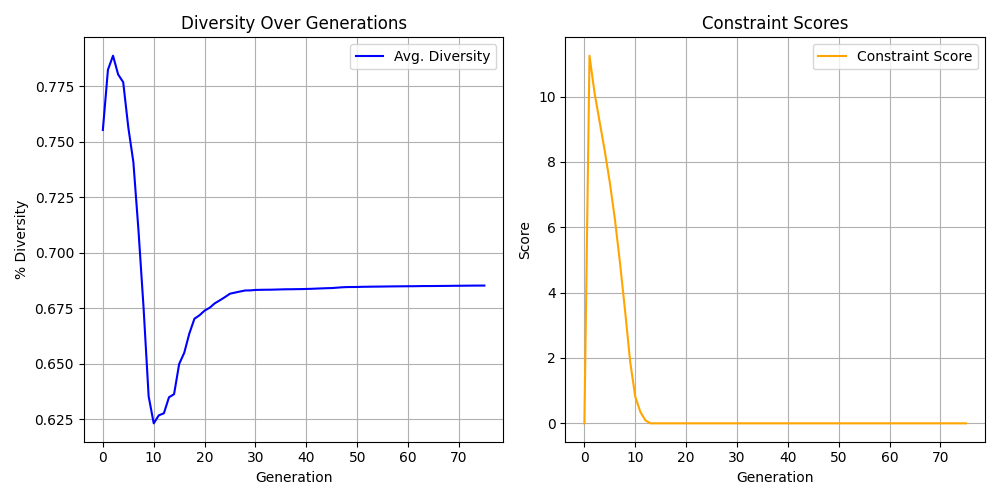 Diversity Over Generations
Avg. Diversity
% Diversity
0.775
0.750
0.725
0.700
0.675
0.650
0.625
0 10 20 30 40 50 60 70
Generation
Constraint Scores
Constraint Score
Score
10
8
6
4
2
0
0 10 20 30 40 50 60 70
Generation